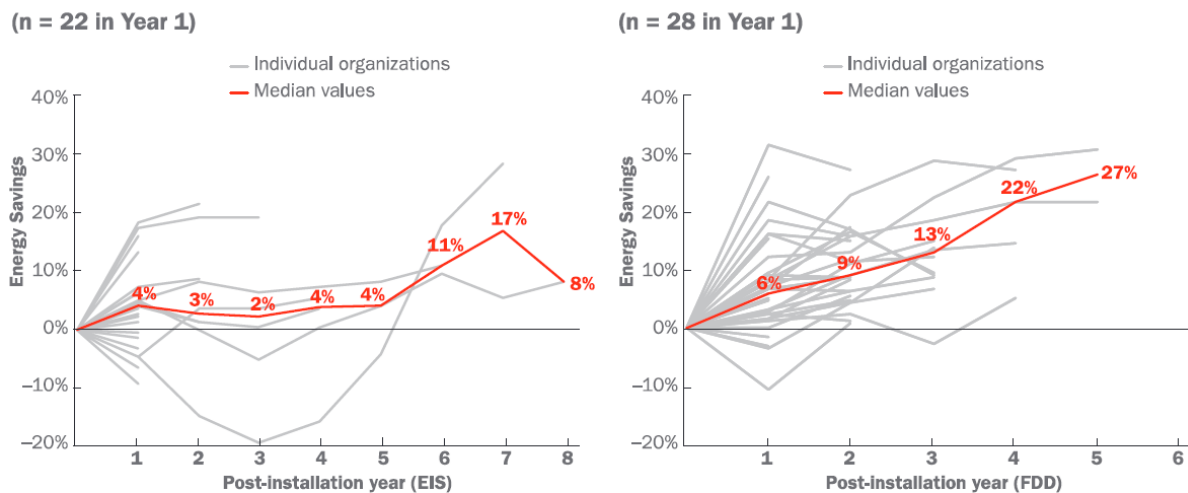 (n = 22 in Year 1)
Individual organizations
Median values
Energy Savings
40%
30%
20%
10%
0%
–10%
–20%
4%
3%
2%
4%
4%
11%
17%
8%
1 2 3 4 5 6 7 8
Post-installation year (EIS)
(n = 28 in Year 1)
Individual organizations
Median values
Energy Savings
40%
30%
20%
10%
0%
–10%
–20%
6%
9%
13%
22%
27%
1 2 3 4 5 6
Post-installation year (FDD)